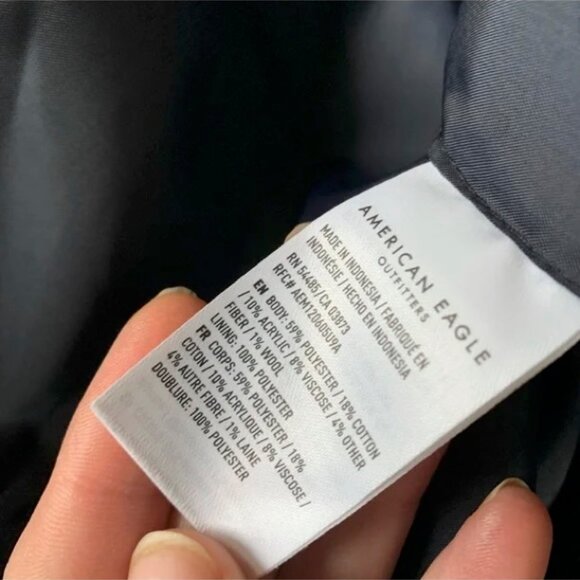 AMERICAN EAGLE
OUTFITTERS
MADE IN INDONESIA / FABRIQUÉ EN
INDONÉSIE / HECHO EN INDONESIA
RN 54485/CA 03873
RFC# AEM120605U9A
EN BODY: 59% POLYESTER / 18% COTTON
/ 10% ACRYLIC / 8% VISCOSE / 4% OTHER
FIBER / 1% WOOL
LINING: 100% POLYESTER
FR CORPS: 59% POLYESTER / 18%
COTON / 10% ACRYLIQUE / 8% VISCOSE /
4% AUTRE FIBRE / 1% LAINE
DOUBLURE: 100% POLYESTER